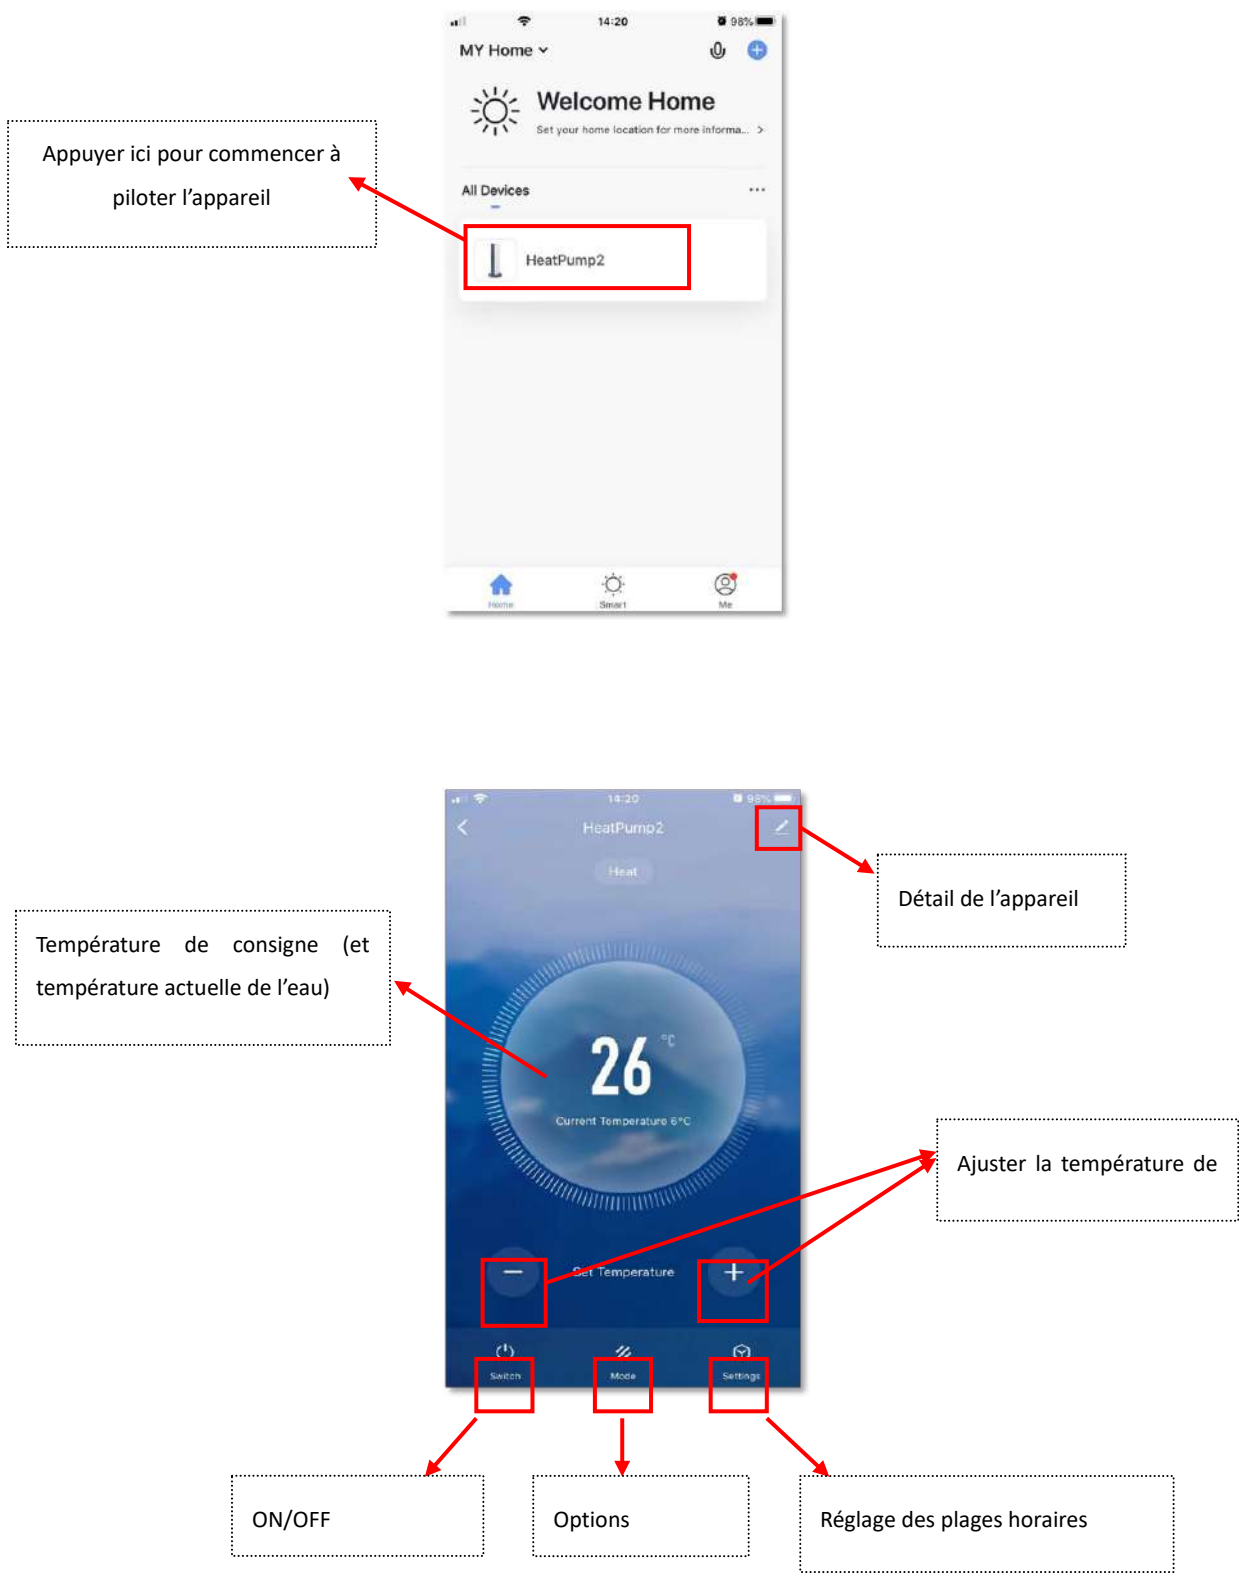 14:20 98%
MY Home
Welcome Home
Set your home location for more informa... >
Appuyer ici pour commencer à
piloter l’appareil
All Devices ...
HeatPump2
Home Smart Me
14:20 98%
HeatPump2
Heat
Détail de l’appareil
Température de consigne (et
température actuelle de l’eau)
26 °C
Current Temperature 6°C
Ajuster la température de
Set Temperature
Switch Mode Settings
ON/OFF
Options
Réglage des plages horaires